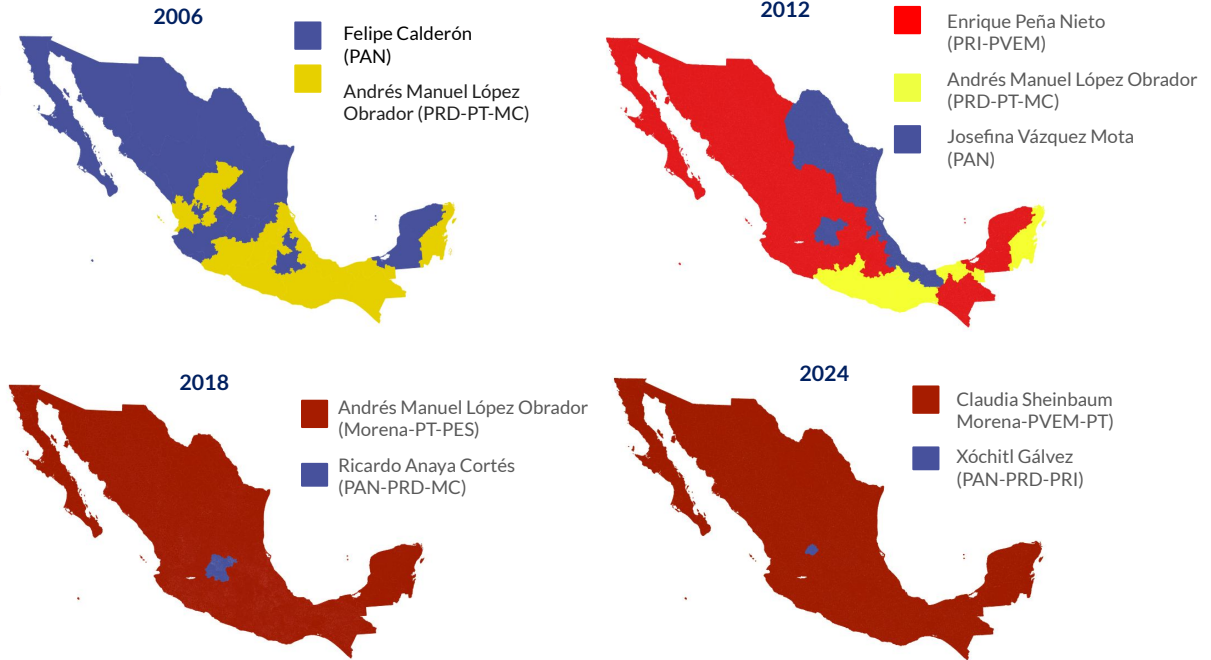 2006
Felipe Calderón
(PAN)
Andrés Manuel López
Obrador (PRD-PT-MC)
2012
Enrique Peña Nieto
(PRI-PVEM)
Andrés Manuel López Obrador
(PRD-PT-MC)
Josefina Vázquez Mota
(PAN)
2018
Andrés Manuel López Obrador
(Morena-PT-PES)
Ricardo Anaya Cortés
(PAN-PRD-MC)
2024
Claudia Sheinbaum
Morena-PVEM-PT)
Xóchitl Gálvez
(PAN-PRD-PRI)